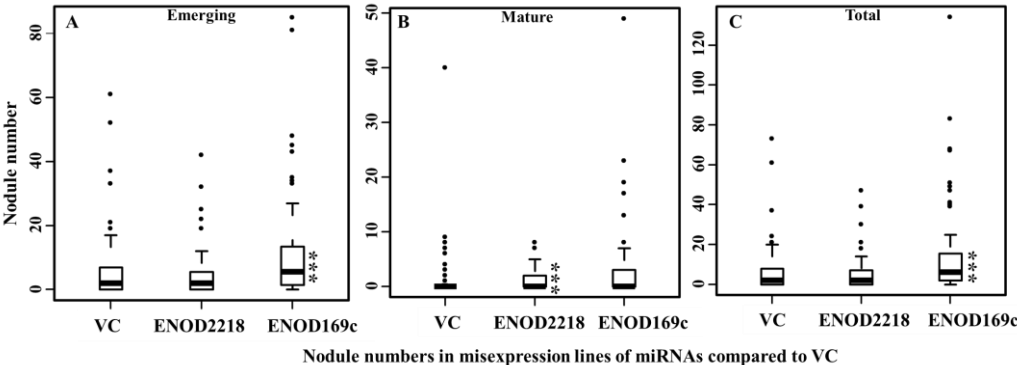 A Emerging
B Mature
C Total
Nodule number
80
60
40
20
0
50
40
30
20
10
0
120
100
80
60
40
20
0
***
***
***
VC ENOD2218 ENOD169c
VC ENOD2218 ENOD169c
VC ENOD2218 ENOD169c
Nodule numbers in misexpression lines of miRNAs compared to VC